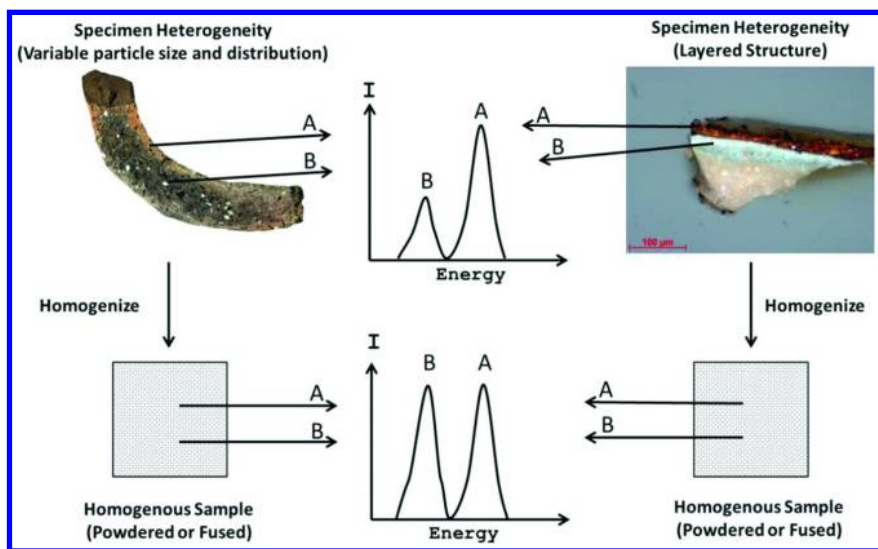 Specimen Heterogeneity
(Variable particle size and distribution)
A
B
I
B
A
Energy
Specimen Heterogeneity
(Layered Structure)
A
B
100 µm
Homogenize
Homogenize
A
B
Homogenous Sample
(Powdered or Fused)
I
B
A
Energy
A
B
Homogenous Sample
(Powdered or Fused)